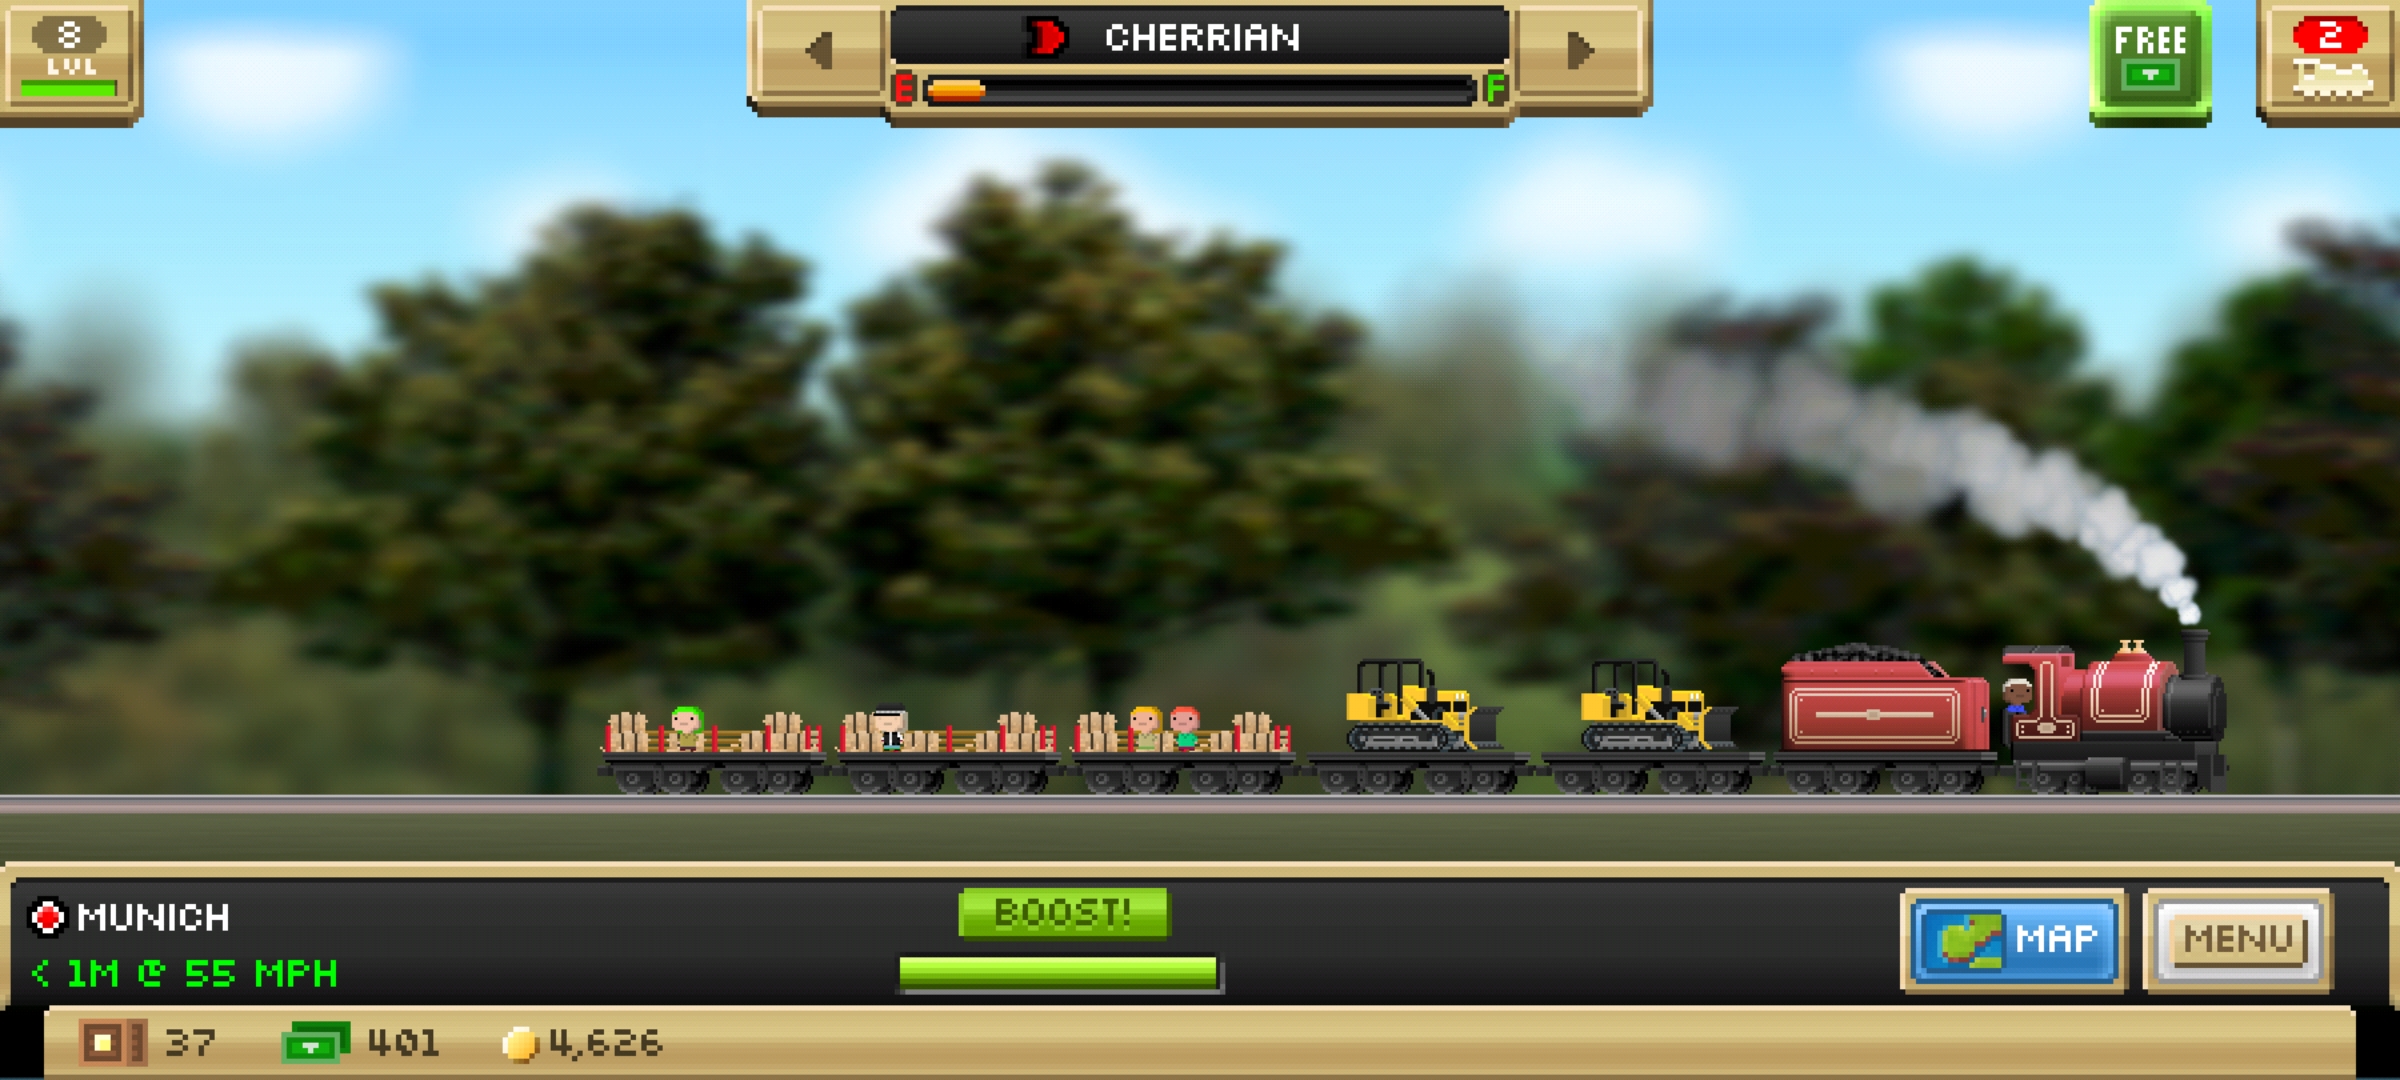 8
LVL
CHERRIAN
E F
FREE
2
MUNICH
< 1M @ 55 MPH
BOOST!
MAP
MENU
37 401 4,626